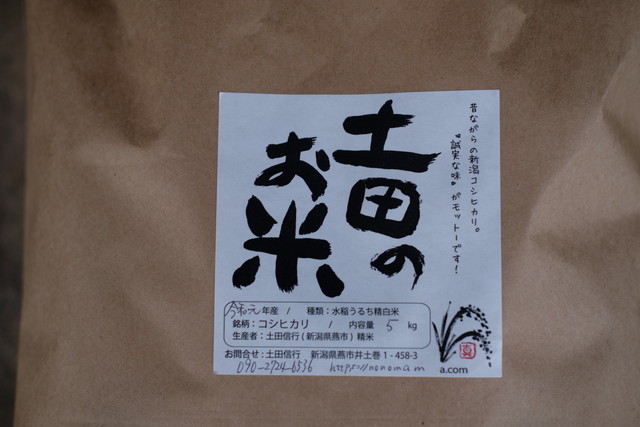 昔ながらの新潟コシヒカリ。
"誠実な味"がモットーです!
土田の
お米
令和元年産 / 種類：水稲うるち精白米
銘柄：コシヒカリ / 内容量 5 kg
生産者：土田信行(新潟県燕市)精米
お問合せ：土田信行 新潟県燕市井土巻1-458-3
090-2724-6536 https://nonomam a.com